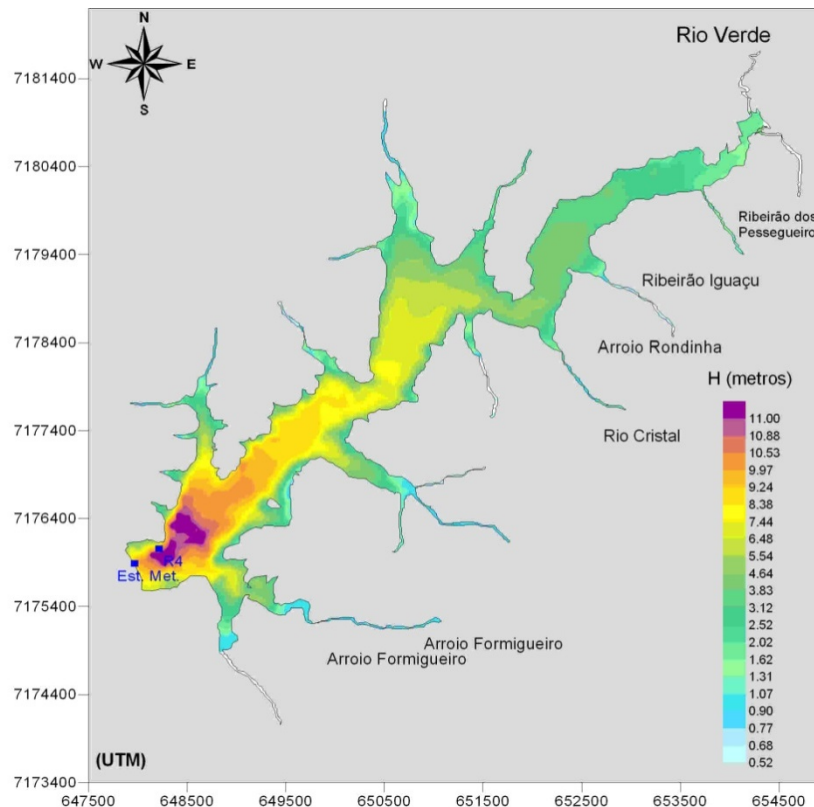 N
W E
S
Rio Verde
7181400
7180400
7179400
7178400
7177400
7176400
7175400
7174400
7173400
Ribeirão dos
Pessegueiro
Ribeirão Iguaçu
Arroio Rondinha
Rio Cristal
H (metros)
11.00
10.88
10.53
9.97
9.24
8.38
7.44
6.48
5.54
4.64
3.83
3.12
2.52
2.02
1.62
1.31
1.07
0.90
0.77
0.68
0.52
R4
Est. Met.
Arroio Formigueiro
Arroio Formigueiro
(UTM)
647500 648500 649500 650500 651500 652500 653500 654500